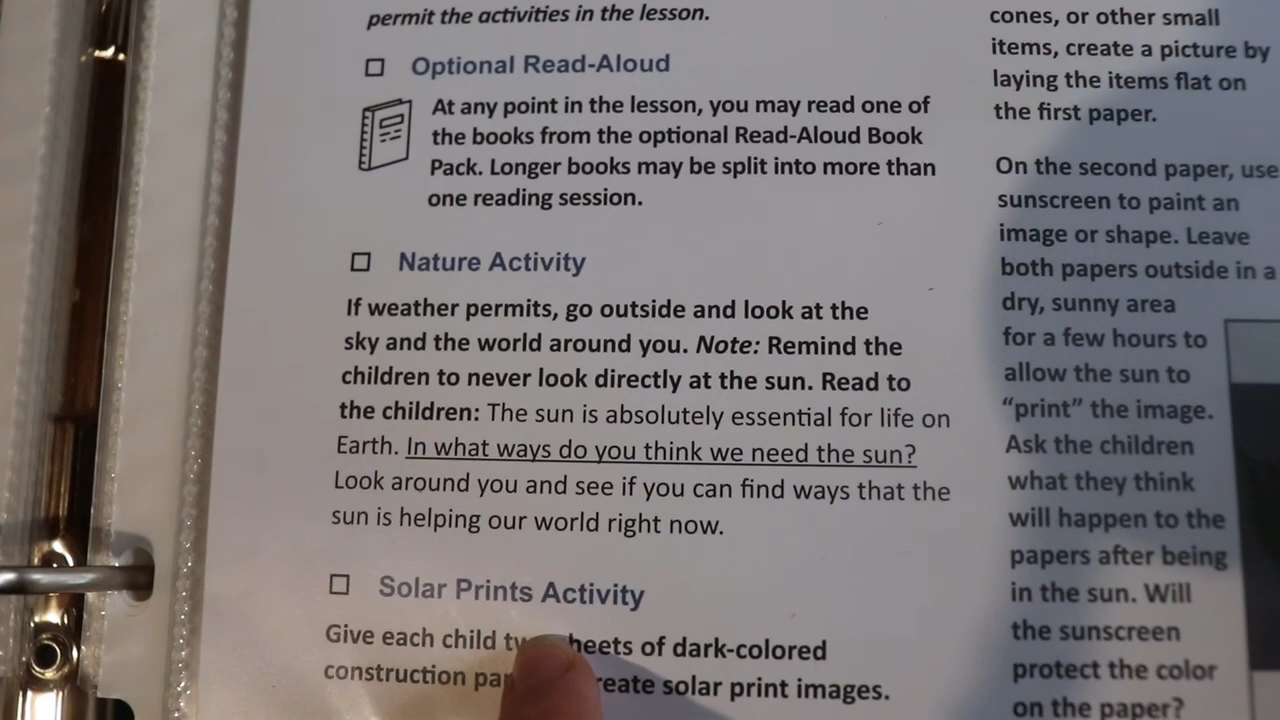 permit the activities in the lesson.
Optional Read-Aloud
At any point in the lesson, you may read one of
the books from the optional Read-Aloud Book
Pack. Longer books may be split into more than
one reading session.
Nature Activity
If weather permits, go outside and look at the
sky and the world around you. Note: Remind the
children to never look directly at the sun. Read to
the children: The sun is absolutely essential for life on
Earth. In what ways do you think we need the sun?
Look around you and see if you can find ways that the
sun is helping our world right now.
Solar Prints Activity
Give each child sheets of dark-colored
construction create solar print images.
cones, or other small
items, create a picture by
laying the items flat on
the first paper.
On the second paper, use
sunscreen to paint an
image or shape. Leave
both papers outside in a
dry, sunny area
for a few hours to
allow the sun to
“print” the image.
Ask the children
what they think
will happen to the
papers after being
in the sun. Will
the sunscreen
protect the color
on the paper?